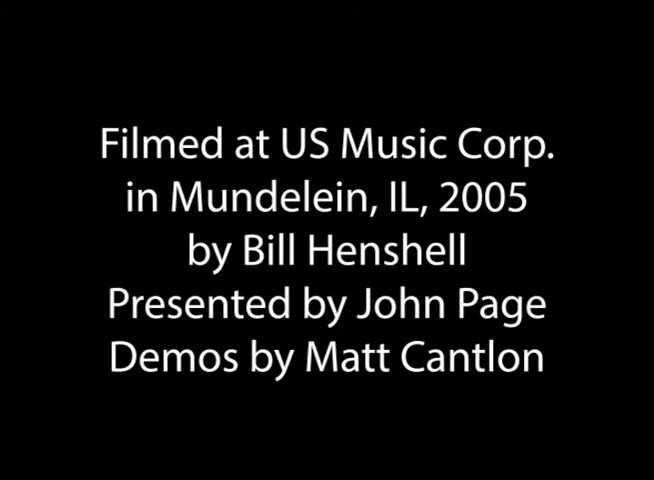 Filmed at US Music Corp.
in Mundelein, IL, 2005
by Bill Henshell
Presented by John Page
Demos by Matt Cantlon